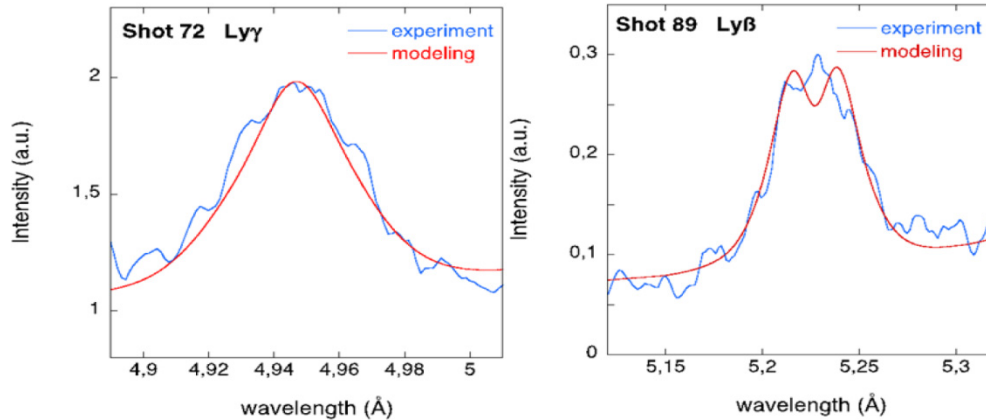 Shot 72 Lyγ
experiment
modeling
2
1.5
1
Intensity (a.u.)
4,9 4,92 4,94 4,96 4,98 5
wavelength (Å)
Shot 89 Lyß
experiment
modeling
0,3
0,2
0,1
0
Intensity (a.u.)
5,15 5,2 5,25 5,3
wavelength (Å)